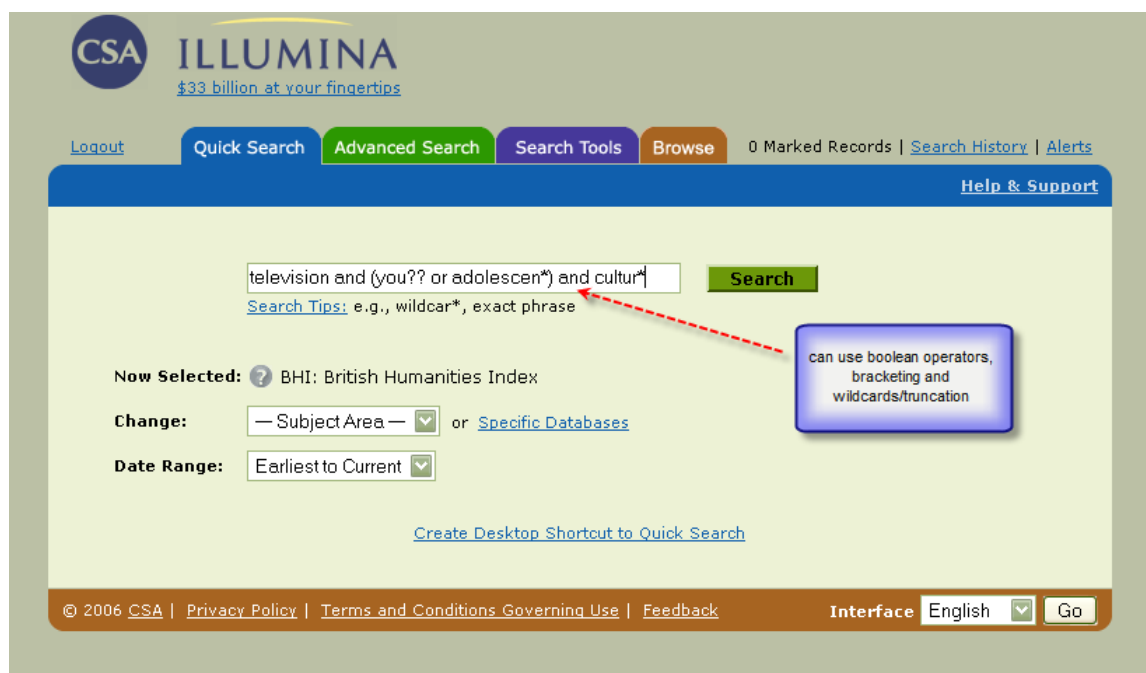 CSA ILLUMINA
$33 billion at your fingertips
Logout Quick Search Advanced Search Search Tools Browse 0 Marked Records | Search History | Alerts
Help & Support
television and (you?? or adolescen*) and cultur* Search
Search Tips: e.g., wildcar*, exact phrase
can use boolean operators,
bracketing and
wildcards/truncation
Now Selected: ? BHI: British Humanities Index
Change: — Subject Area — or Specific Databases
Date Range: Earliest to Current
Create Desktop Shortcut to Quick Search
© 2006 CSA | Privacy Policy | Terms and Conditions Governing Use | Feedback Interface English Go